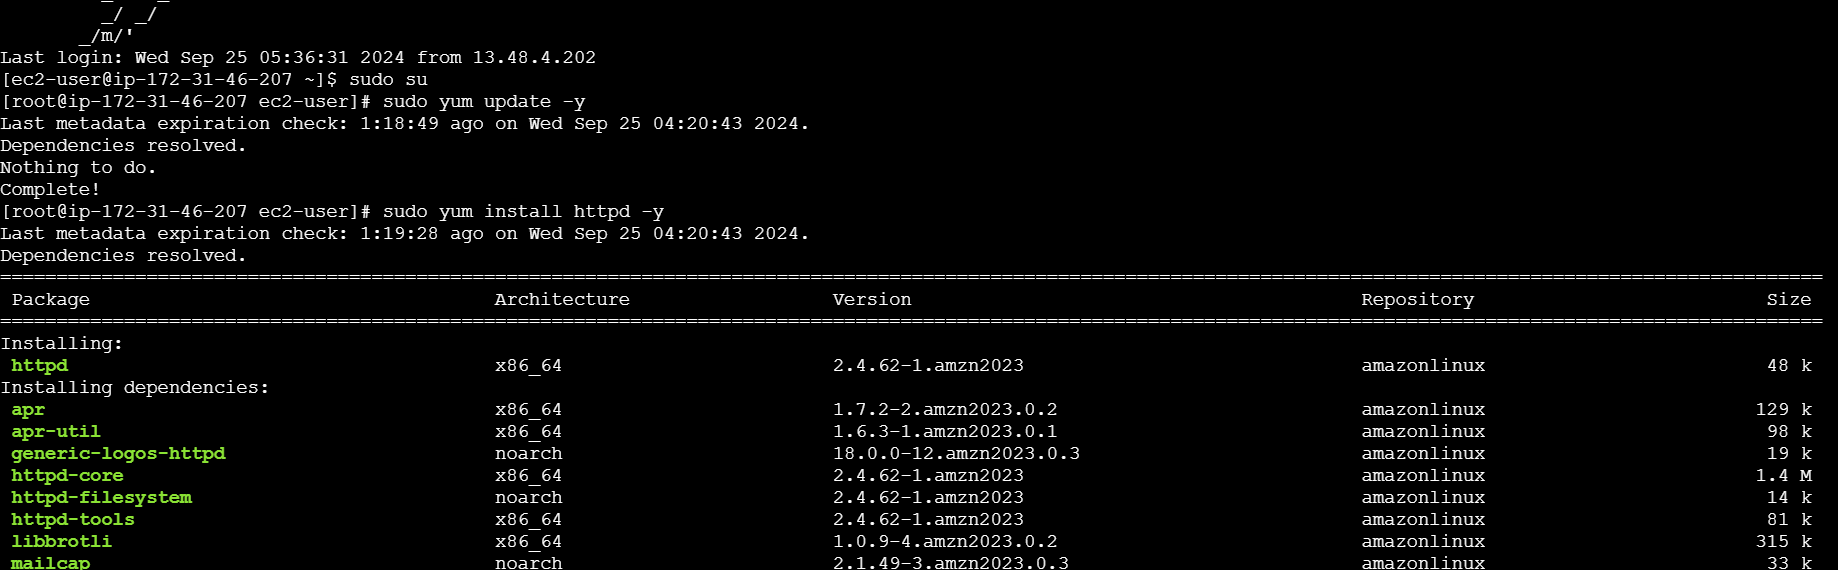 _/ _/
_/m/'
Last login: Wed Sep 25 05:36:31 2024 from 13.48.4.202
[ec2-user@ip-172-31-46-207 ~]$ sudo su
[root@ip-172-31-46-207 ec2-user]# sudo yum update -y
Last metadata expiration check: 1:18:49 ago on Wed Sep 25 04:20:43 2024.
Dependencies resolved.
Nothing to do.
Complete!
[root@ip-172-31-46-207 ec2-user]# sudo yum install httpd -y
Last metadata expiration check: 1:19:28 ago on Wed Sep 25 04:20:43 2024.
Dependencies resolved.
Package Architecture Version Repository Size
Installing:
httpd x86_64 2.4.62-1.amzn2023 amazonlinux 48 k
Installing dependencies:
apr x86_64 1.7.2-2.amzn2023.0.2 amazonlinux 129 k
apr-util x86_64 1.6.3-1.amzn2023.0.1 amazonlinux 98 k
generic-logos-httpd noarch 18.0.0-12.amzn2023.0.3 amazonlinux 19 k
httpd-core x86_64 2.4.62-1.amzn2023 amazonlinux 1.4 M
httpd-filesystem noarch 2.4.62-1.amzn2023 amazonlinux 14 k
httpd-tools x86_64 2.4.62-1.amzn2023 amazonlinux 81 k
libbrotli x86_64 1.0.9-4.amzn2023.0.2 amazonlinux 315 k
mailcap noarch 2.1.49-3.amzn2023.0.3 amazonlinux 33 k